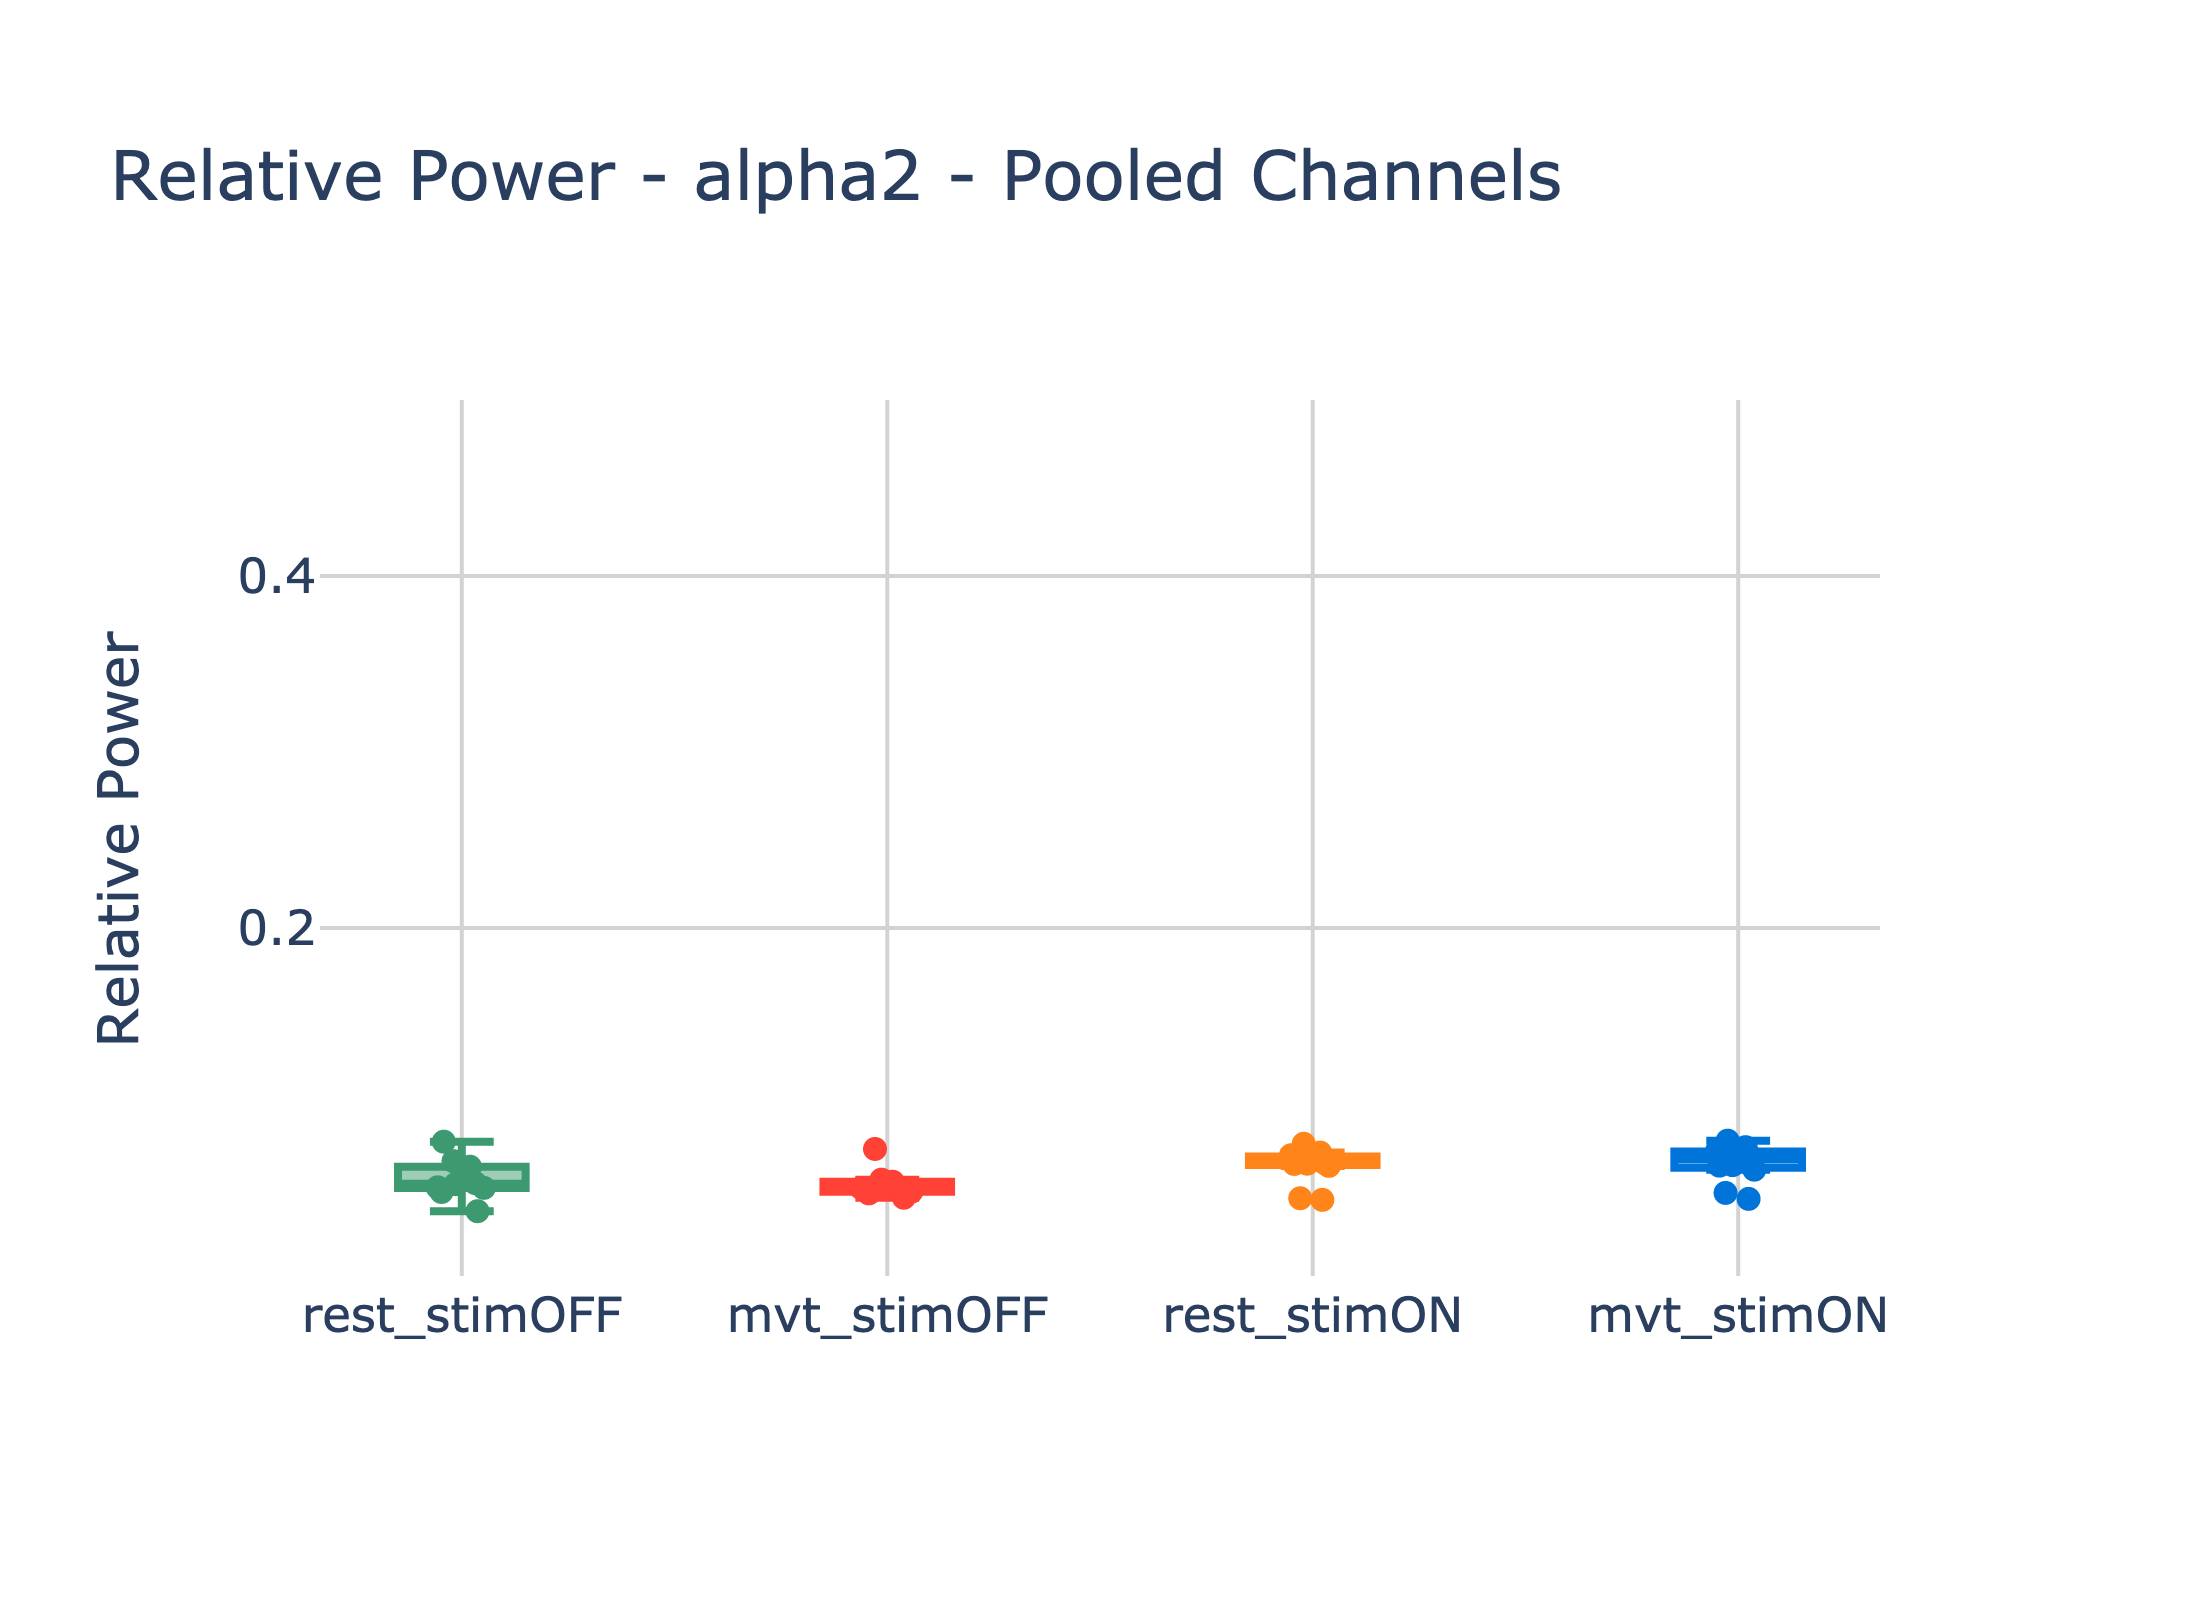 Relative Power - alpha2 - Pooled Channels
Relative Power
0.4
0.2
rest_stimOFF
mvt_stimOFF
rest_stimON
mvt_stimON